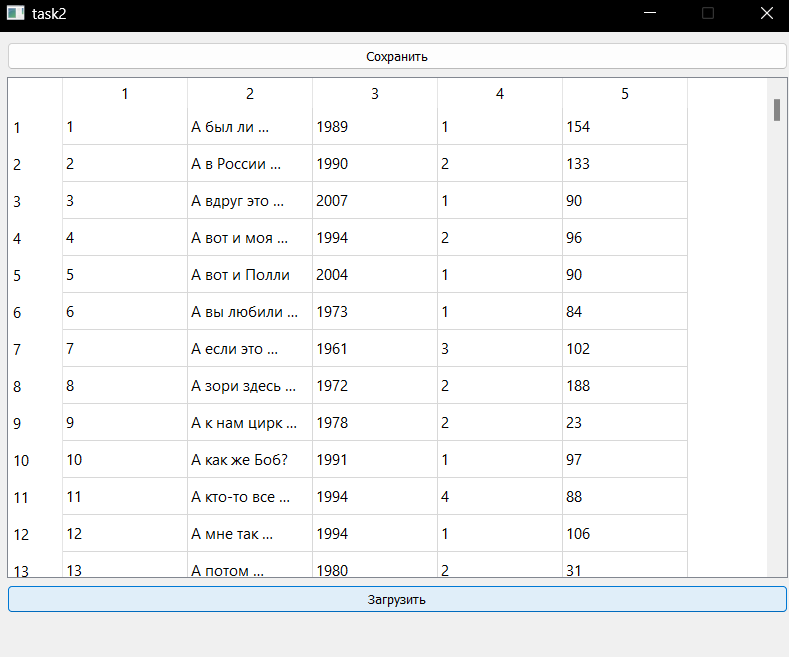 task2
Сохранить
1 2 3 4 5
1 1 А был ли ... 1989 1 154
2 2 А в России ... 1990 2 133
3 3 А вдруг это ... 2007 1 90
4 4 А вот и моя ... 1994 2 96
5 5 А вот и Полли 2004 1 90
6 6 А вы любили ... 1973 1 84
7 7 А если это ... 1961 3 102
8 8 А зори здесь ... 1972 2 188
9 9 А к нам цирк ... 1978 2 23
10 10 А как же Боб? 1991 1 97
11 11 А кто-то все ... 1994 4 88
12 12 А мне так ... 1994 1 106
13 13 А потом ... 1980 2 31
Загрузить